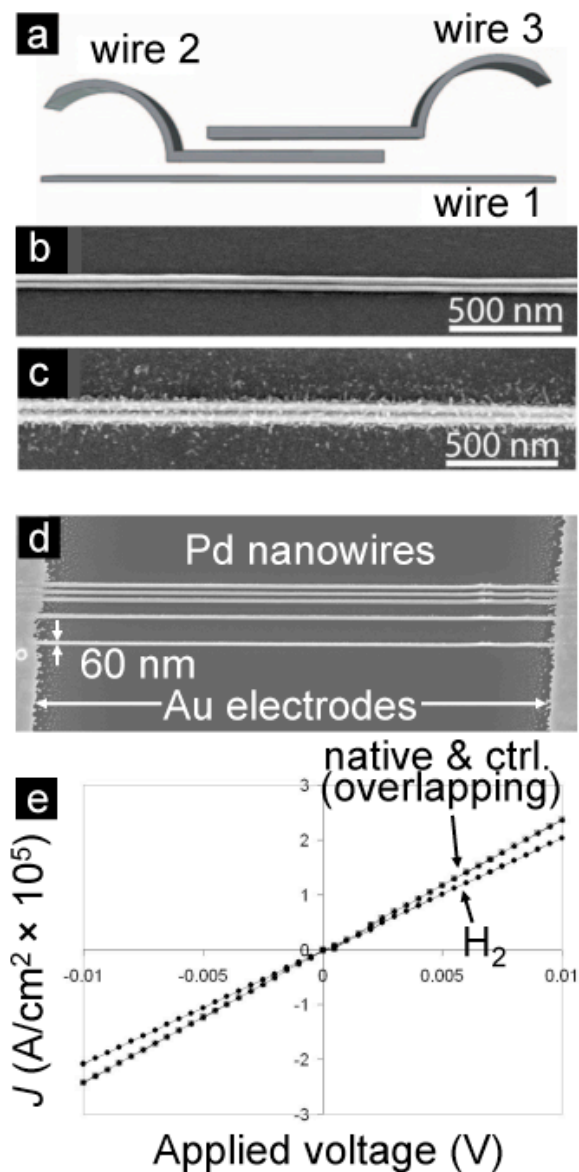 a
wire 2
wire 3
wire 1
b
500 nm
c
500 nm
d
Pd nanowires
60 nm
Au electrodes
e
native & ctrl.
(overlapping)
H2
3
2
1
0
-1
-2
-3
-0.01
-0.005
0
0.005
0.01
J (A/cm² × 10⁵)
Applied voltage (V)